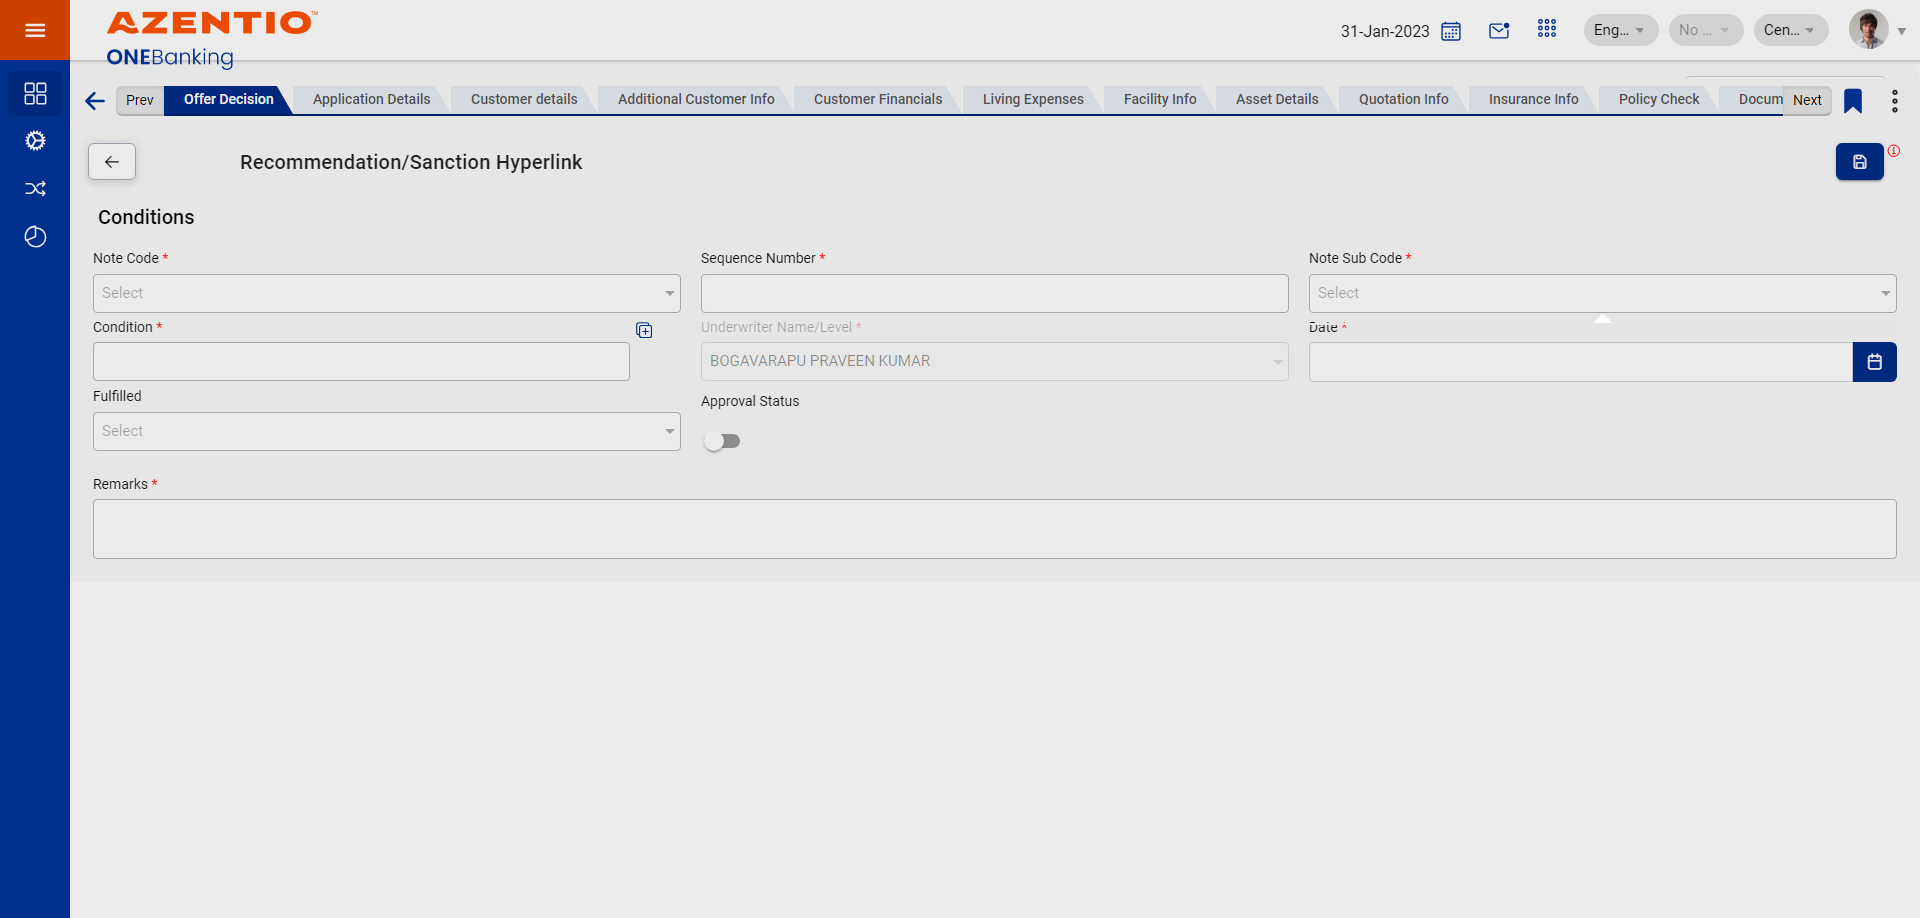 AZENTIO™
ONEBanking
31-Jan-2023
Eng...
No ...
Cen...
Prev
Offer Decision
Application Details
Customer details
Additional Customer Info
Customer Financials
Living Expenses
Facility Info
Asset Details
Quotation Info
Insurance Info
Policy Check
Docum
Next
Recommendation/Sanction Hyperlink
Conditions
Note Code *
Sequence Number *
Note Sub Code *
Select
Select
Condition *
Underwriter Name/Level *
Date *
BOGAVARAPU PRAVEEN KUMAR
Fulfilled
Approval Status
Select
Remarks *